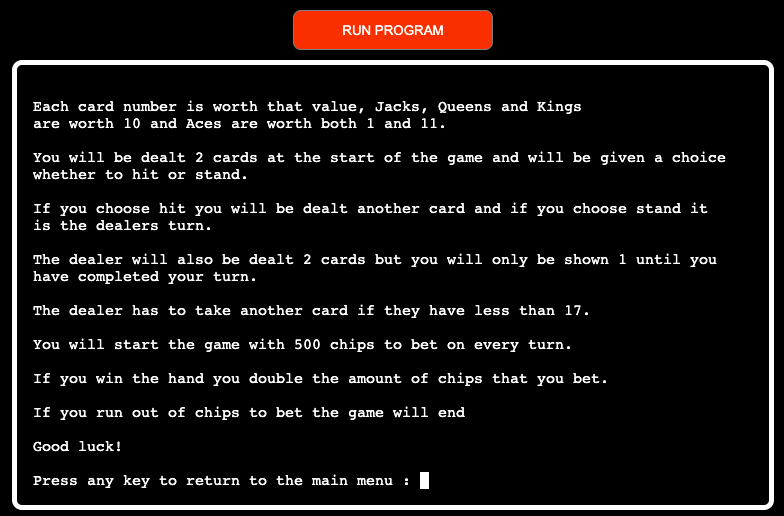 RUN PROGRAM
Each card number is worth that value, Jacks, Queens and Kings
are worth 10 and Aces are worth both 1 and 11.
You will be dealt 2 cards at the start of the game and will be given a choice
whether to hit or stand.
If you choose hit you will be dealt another card and if you choose stand it
is the dealers turn.
The dealer will also be dealt 2 cards but you will only be shown 1 until you
have completed your turn.
The dealer has to take another card if they have less than 17.
You will start the game with 500 chips to bet on every turn.
If you win the hand you double the amount of chips that you bet.
If you run out of chips to bet the game will end
Good luck!
Press any key to return to the main menu :